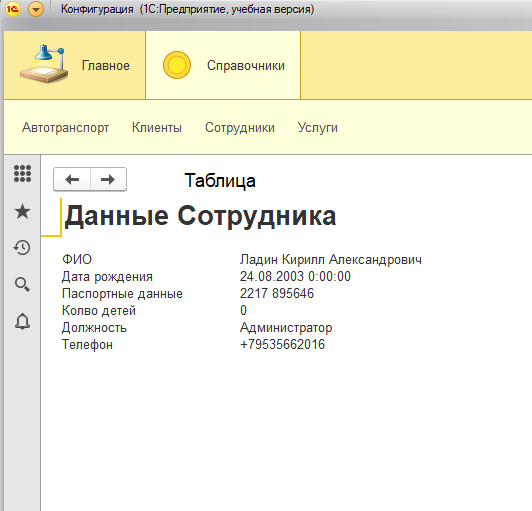 1С Конфигурация (1С:Предприятие, учебная версия)
Главное Справочники
Автотранспорт Клиенты Сотрудники Услуги
Таблица
Данные Сотрудника
ФИО Ладин Кирилл Александрович
Дата рождения 24.08.2003 0:00:00
Паспортные данные 2217 895646
Колво детей 0
Должность Администратор
Телефон +79535662016